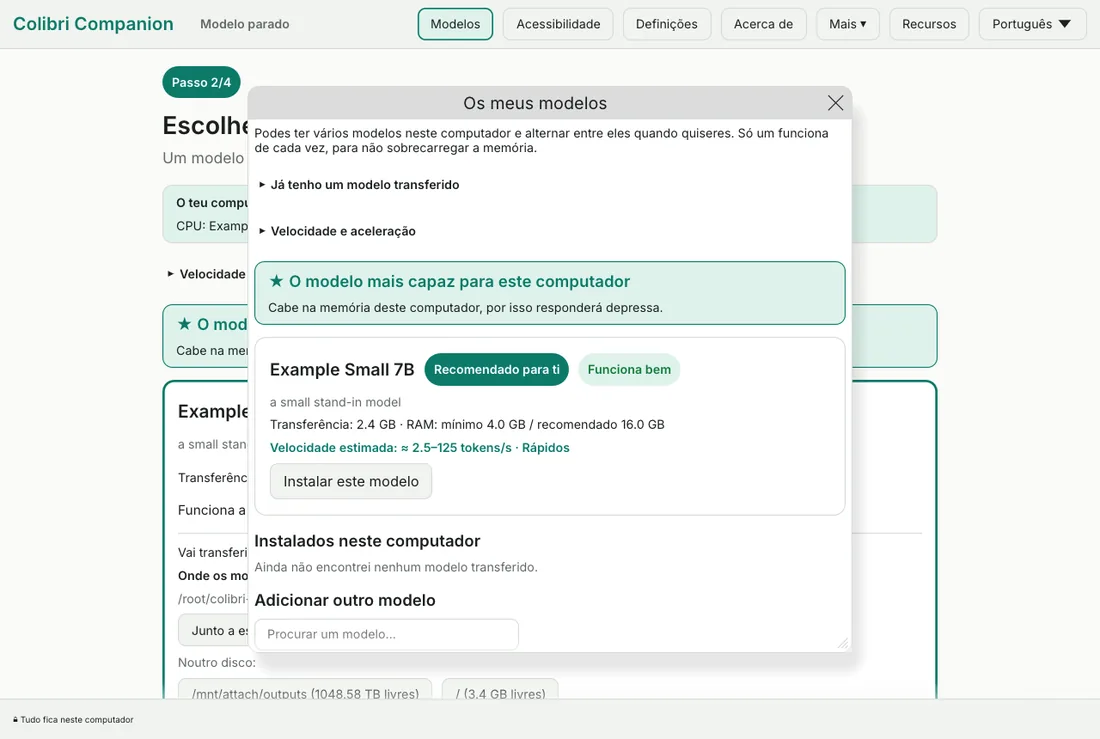 Colibri Companion
Modelo parado
Modelos
Acessibilidade
Definições
Acerca de
Mais ▾
Recursos
Português
Passo 2/4
Escolhe
Um modelo
O teu compu
CPU: Examp
Velocidade
★ O mod
Cabe na me
Example
a small stan
Transferênc
Funciona a
Vai transferi
Onde os mo
/root/colibri-
Junto a es
Noutro disco:
/mnt/attach/outputs (1048.58 TB livres)
/ (3.4 GB livres)
Os meus modelos
Podes ter vários modelos neste computador e alternar entre eles quando quiseres. Só um funciona
de cada vez, para não sobrecarregar a memória.
Já tenho um modelo transferido
Velocidade e aceleração
★ O modelo mais capaz para este computador
Cabe na memória deste computador, por isso responderá depressa.
Example Small 7B
Recomendado para ti
Funciona bem
a small stand-in model
Transferência: 2.4 GB · RAM: mínimo 4.0 GB / recomendado 16.0 GB
Velocidade estimada: ≈ 2.5–125 tokens/s · Rápidos
Instalar este modelo
Instalados neste computador
Ainda não encontrei nenhum modelo transferido.
Adicionar outro modelo
Procurar um modelo...
Tudo fica neste computador